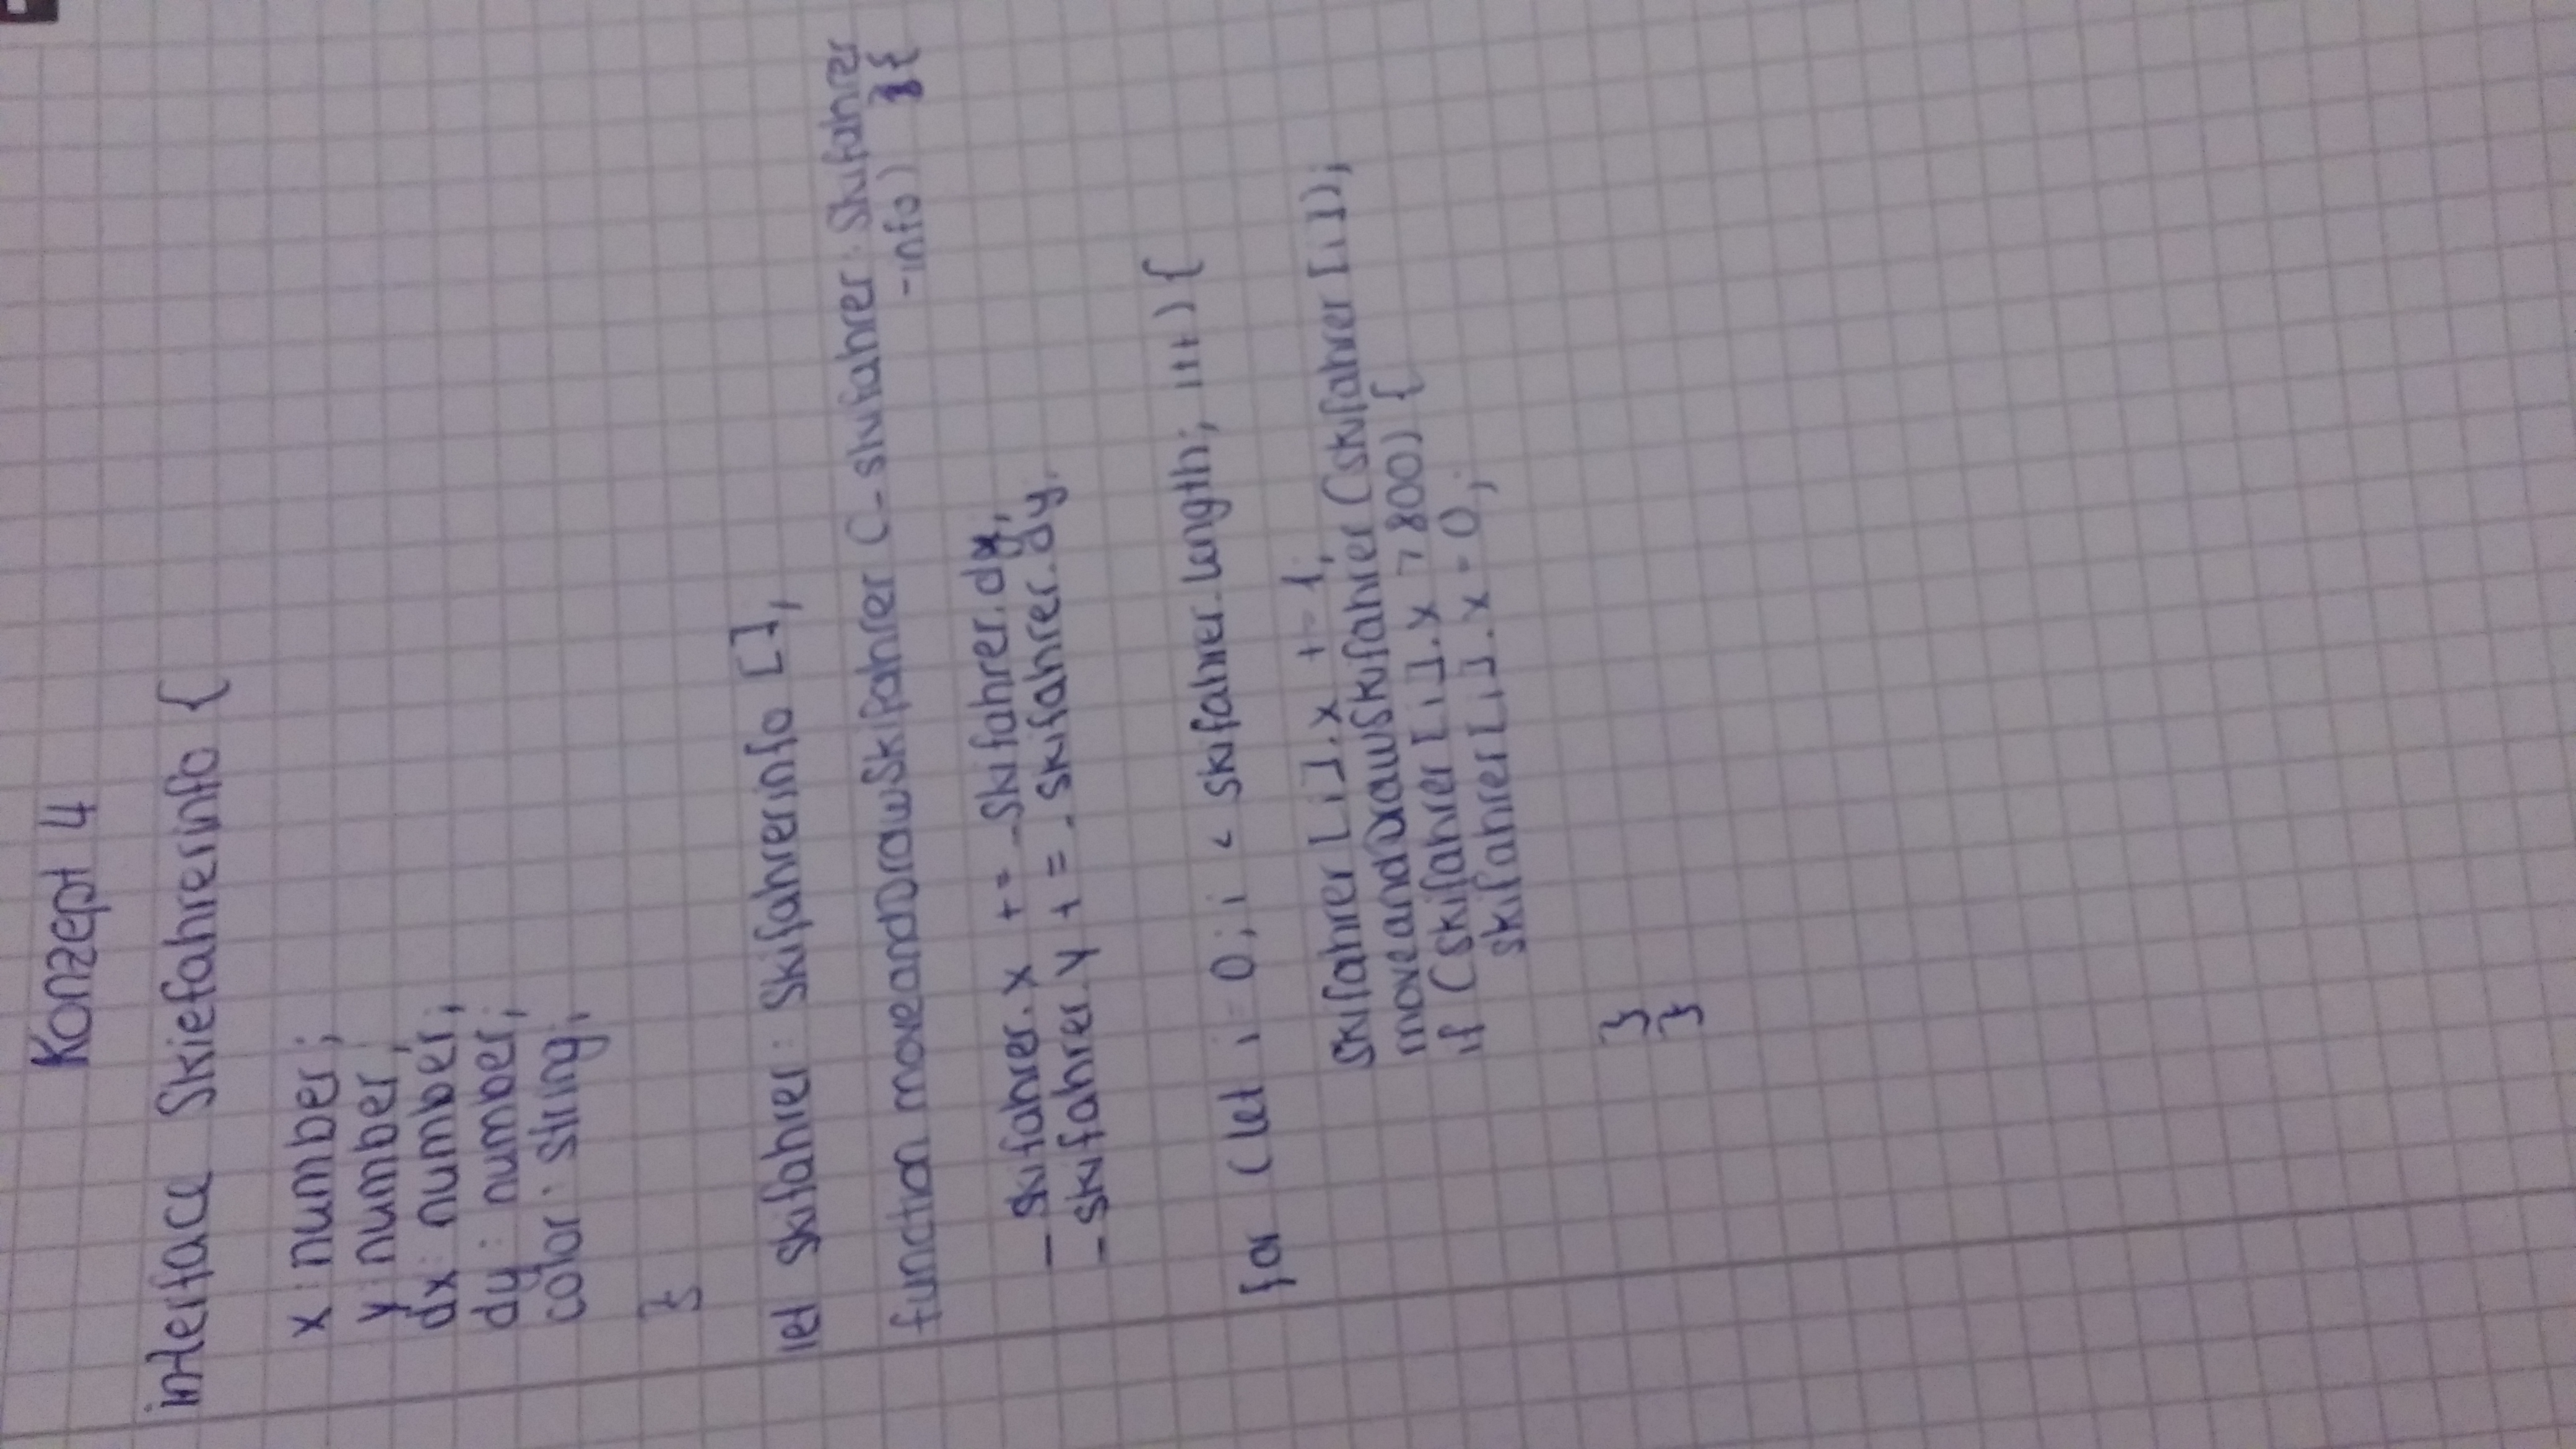 Konzept 4
interface Skiefahrerinfo {
x : number ;
y : number ;
dx : number ;
dy : number ;
color : string ;
}
let skifahrer : Skifahrerinfo [] ;
function moveandDrawSkifahrer (_skifahrer : Skifahrer
-info) {
_skifahrer.x += _skifahrer.dx;
_skifahrer.y += _skifahrer.dy;
for (let i = 0 ; i < skifahrer.length ; i++) {
skifahrer [i].x += 1;
moveandDrawSkifahrer (skifahrer [i]);
if (skifahrer [i].x > 800) {
skifahrer [i].x = 0;
}
}